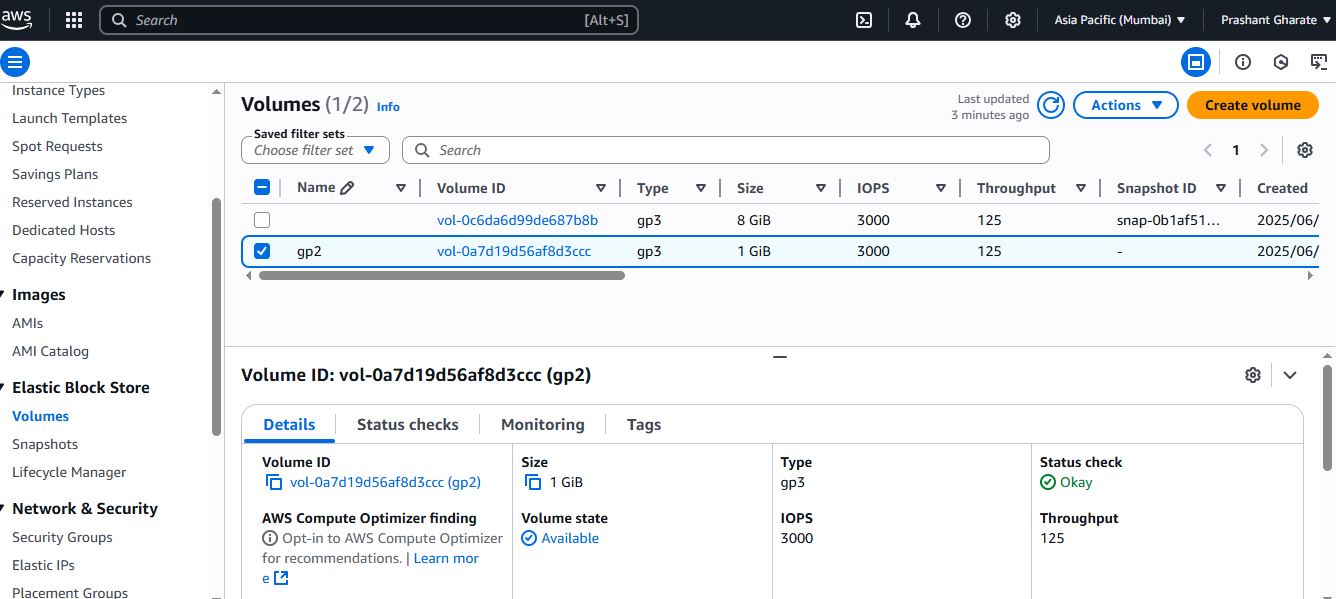 aws Search [Alt+S] Asia Pacific (Mumbai) Prashant Gharate
Instance Types
Launch Templates
Spot Requests
Savings Plans
Reserved Instances
Dedicated Hosts
Capacity Reservations
Images
AMIs
AMI Catalog
Elastic Block Store
Volumes
Snapshots
Lifecycle Manager
Network & Security
Security Groups
Elastic IPs
Placement Groups
Volumes (1/2) Info
Last updated
3 minutes ago
Actions
Create volume
Saved filter sets
Choose filter set
Search
1
Name Volume ID Type Size IOPS Throughput Snapshot ID Created
vol-0c6da6d99de687b8b gp3 8 GiB 3000 125 snap-0b1af51... 2025/06/
gp2 vol-0a7d19d56af8d3ccc gp3 1 GiB 3000 125 - 2025/06/
Volume ID: vol-0a7d19d56af8d3ccc (gp2)
Details Status checks Monitoring Tags
Volume ID
vol-0a7d19d56af8d3ccc (gp2)
Size
1 GiB
Type
gp3
Status check
Okay
AWS Compute Optimizer finding
Opt-in to AWS Compute Optimizer
for recommendations. | Learn mor
e
Volume state
Available
IOPS
3000
Throughput
125